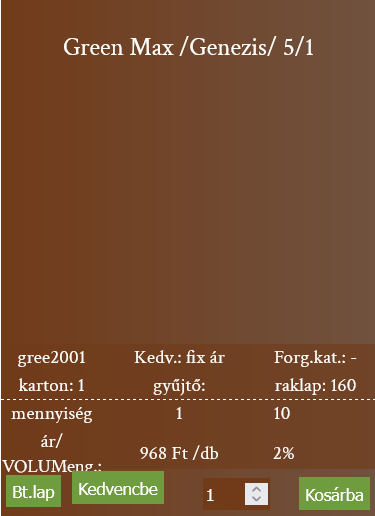 Green Max /Genezis/ 5/1
gree2001 Kedv.: fix ár Forg.kat.: -
karton: 1 gyűjtő: raklap: 160
mennyiség 1 10
ár/
VOLUMeng.: 968 Ft /db 2%
Bt.lap Kedvencbe 1 Kosárba